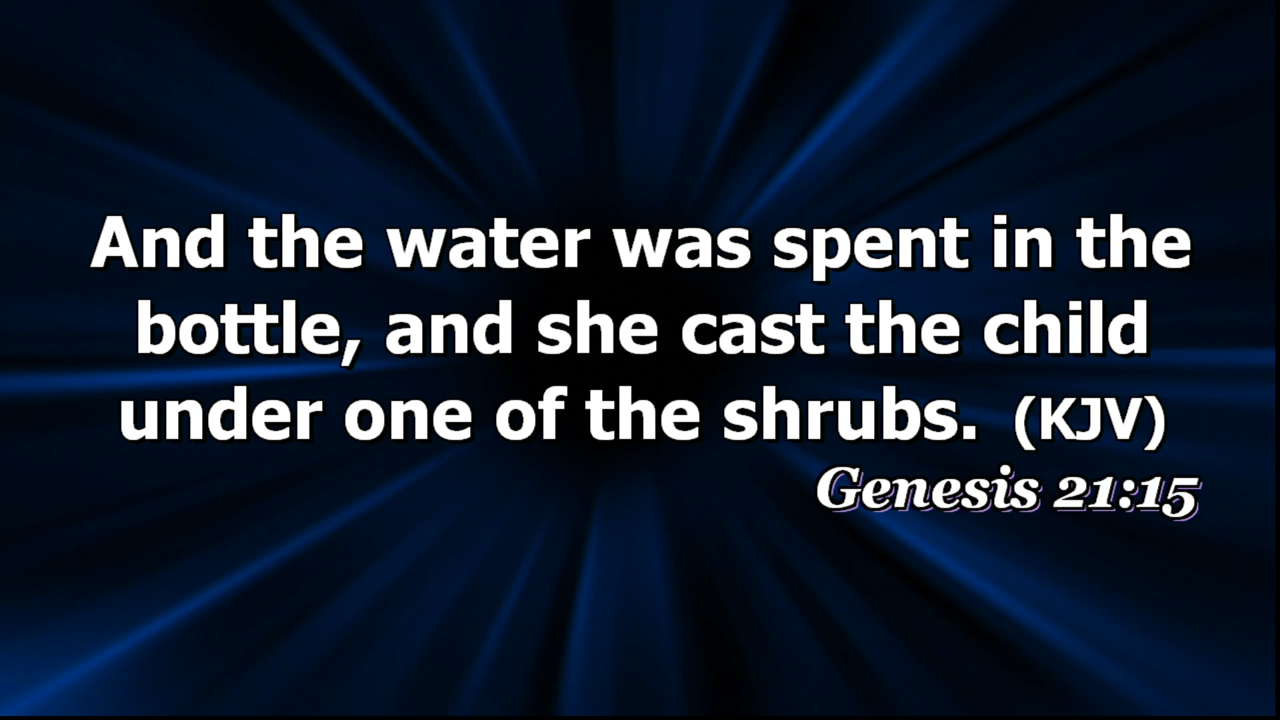 And the water was spent in the
bottle, and she cast the child
under one of the shrubs. (KJV)
Genesis 21:15